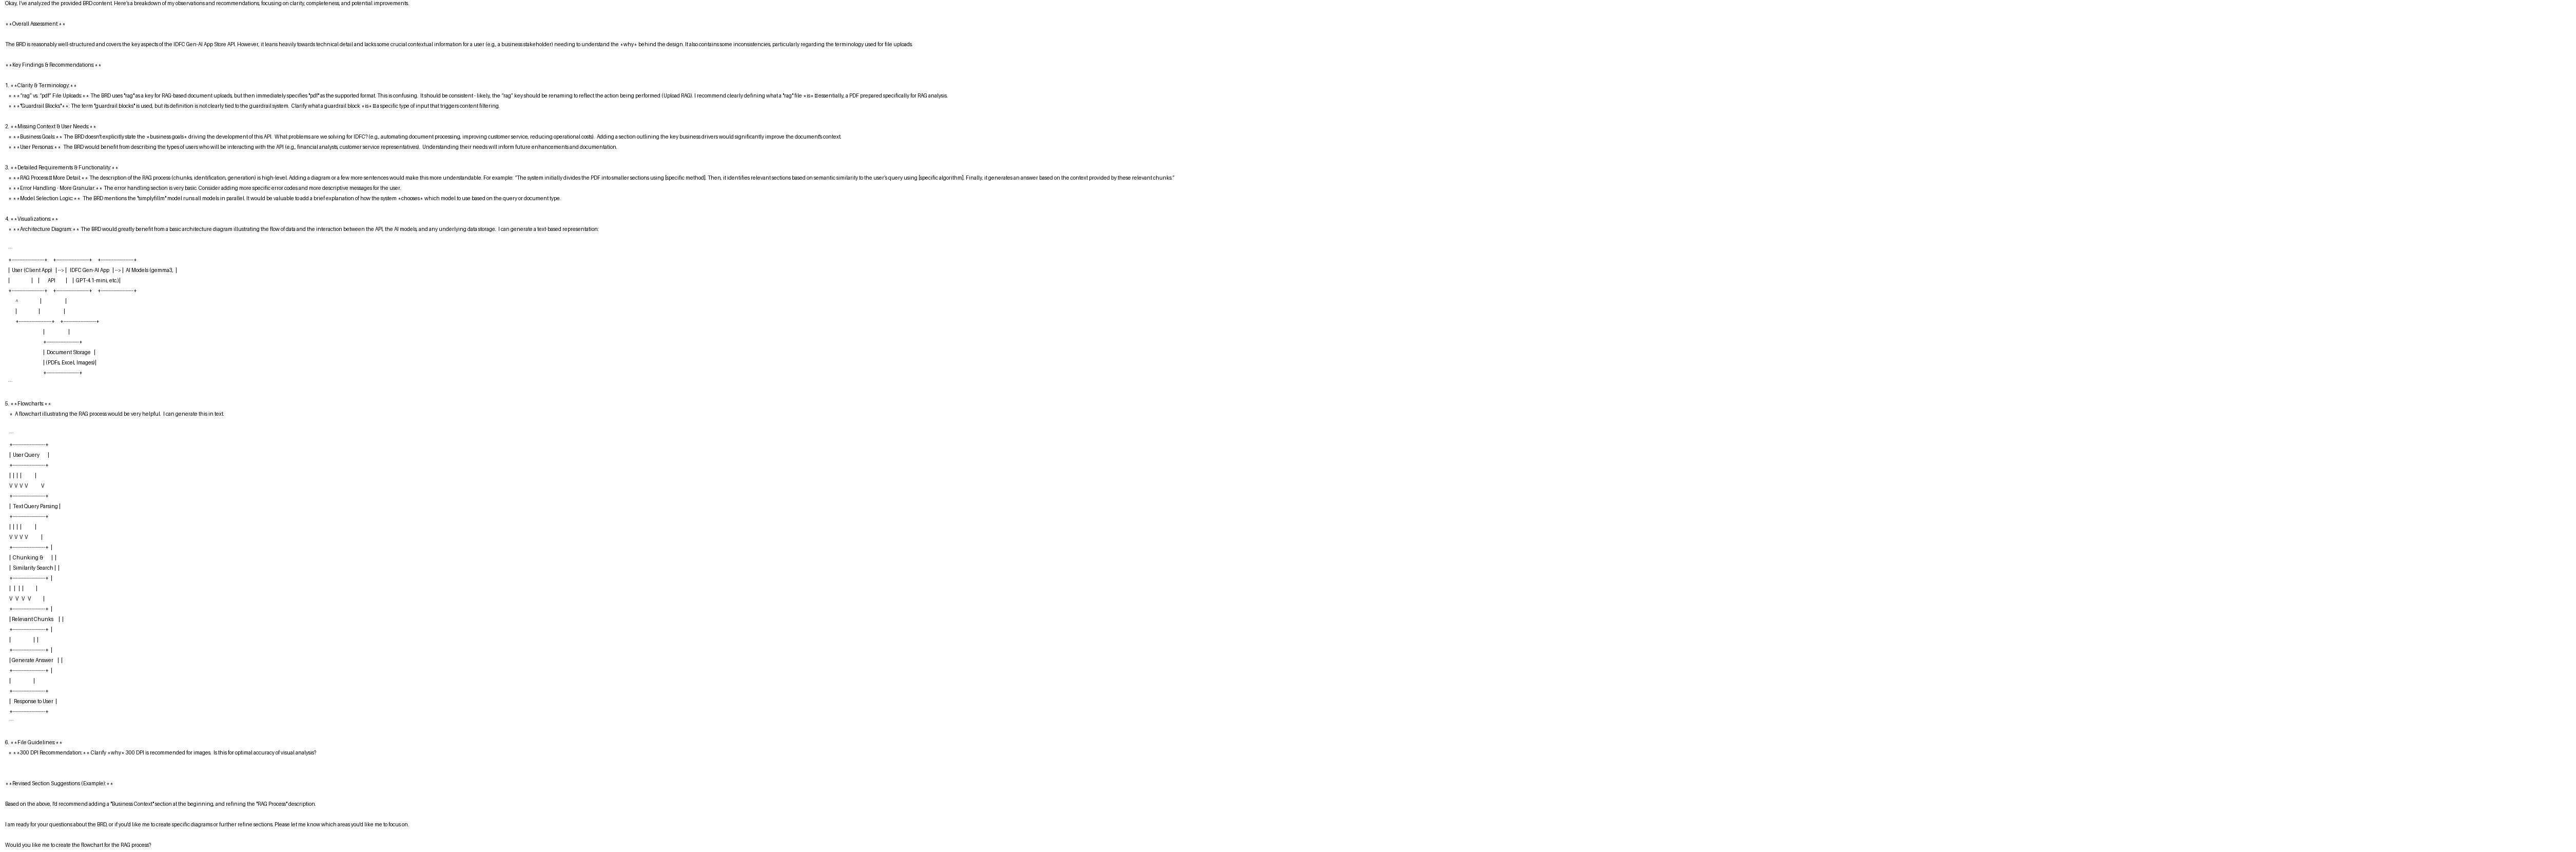 Okay, I've analyzed the provided BRD content. Here's a breakdown of my observations and recommendations, focusing on clarity, completeness, and potential improvements.
**Overall Assessment:**
The BRD is reasonably well-structured and covers the key aspects of the IDFC Gen-AI App Store API. However, it leans heavily towards technical detail and lacks some crucial contextual information for a user (e.g., a business stakeholder) needing to understand the *why* behind the design. It also contains some inconsistencies, particularly regarding the terminology used for file uploads.
**Key Findings & Recommendations:**
1. **Clarity & Terminology:**
* **"rag" vs. "pdf" File Uploads:** The BRD uses "rag" as a key for RAG-based document uploads, but then immediately specifies "pdf" as the supported format. This is confusing. It should be consistent - likely, the "rag" key should be renaming to reflect the action being performed (Upload RAG). I recommend clearly defining what a "rag" file *is* – essentially, a PDF prepared specifically for RAG analysis.
* **"Guardrail Blocks"**: The term "guardrail blocks" is used, but its definition is not clearly tied to the guardrail system. Clarify what a guardrail block *is* – a specific type of input that triggers content filtering.
2. **Missing Context & User Needs:**
* **Business Goals:** The BRD doesn't explicitly state the *business goals* driving the development of this API. What problems are we solving for IDFC? (e.g., automating document processing, improving customer service, reducing operational costs). Adding a section outlining the key business drivers would significantly improve the document's context.
* **User Personas:** The BRD would benefit from describing the types of users who will be interacting with the API (e.g., financial analysts, customer service representatives). Understanding their needs will inform future enhancements and documentation.
3. **Detailed Requirements & Functionality:**
* **RAG Process – More Detail:** The description of the RAG process (chunks, identification, generation) is high-level. Adding a diagram or a few more sentences would make this more understandable. For example: "The system initially divides the PDF into smaller sections using [specific method]. Then, it identifies relevant sections based on semantic similarity to the user's query using [specific algorithm]. Finally, it generates an answer based on the context provided by these relevant chunks."
* **Error Handling - More Granular:** The error handling section is very basic. Consider adding more specific error codes and more descriptive messages for the user.
* **Model Selection Logic:** The BRD mentions the "simplyfillm" model runs all models in parallel. It would be valuable to add a brief explanation of how the system *chooses* which model to use based on the query or document type.
4. **Visualizations:**
* **Architecture Diagram:** The BRD would greatly benefit from a basic architecture diagram illustrating the flow of data and the interaction between the API, the AI models, and any underlying data storage. I can generate a text-based representation:
```
+-----------------+ +-----------------+ +-----------------+
| User (Client App) | --> | IDFC Gen-AI App | --> | AI Models (gemma3, |
| | | API | | GPT-4.1-mini, etc.)|
+-----------------+ +-----------------+ +-----------------+
^ | |
| | |
+-----------------+ +-----------------+
| |
+-----------------+
| Document Storage |
| (PDFs, Excel, Images)|
+-----------------+
```
5. **Flowcharts:**
* A flowchart illustrating the RAG process would be very helpful. I can generate this in text.
```
+-----------------+
| User Query |
+-----------------+
| | | | |
V V V V V
+-----------------+
| Text Query Parsing |
+-----------------+
| | | | |
V V V V |
+-----------------+ |
| Chunking & | |
| Similarity Search | |
+-----------------+ |
| | | | |
V V V V |
+-----------------+ |
| Relevant Chunks | |
+-----------------+ |
| | |
+-----------------+ |
| Generate Answer | |
+-----------------+ |
| |
+-----------------+
| Response to User |
+-----------------+
```
6. **File Guidelines:**
* **300 DPI Recommendation:** Clarify *why* 300 DPI is recommended for images. Is this for optimal accuracy of visual analysis?
**Revised Section Suggestions (Example):**
Based on the above, I'd recommend adding a "Business Context" section at the beginning, and refining the "RAG Process" description.
I am ready for your questions about the BRD, or if you'd like me to create specific diagrams or further refine sections. Please let me know which areas you'd like me to focus on.
Would you like me to create the flowchart for the RAG process?